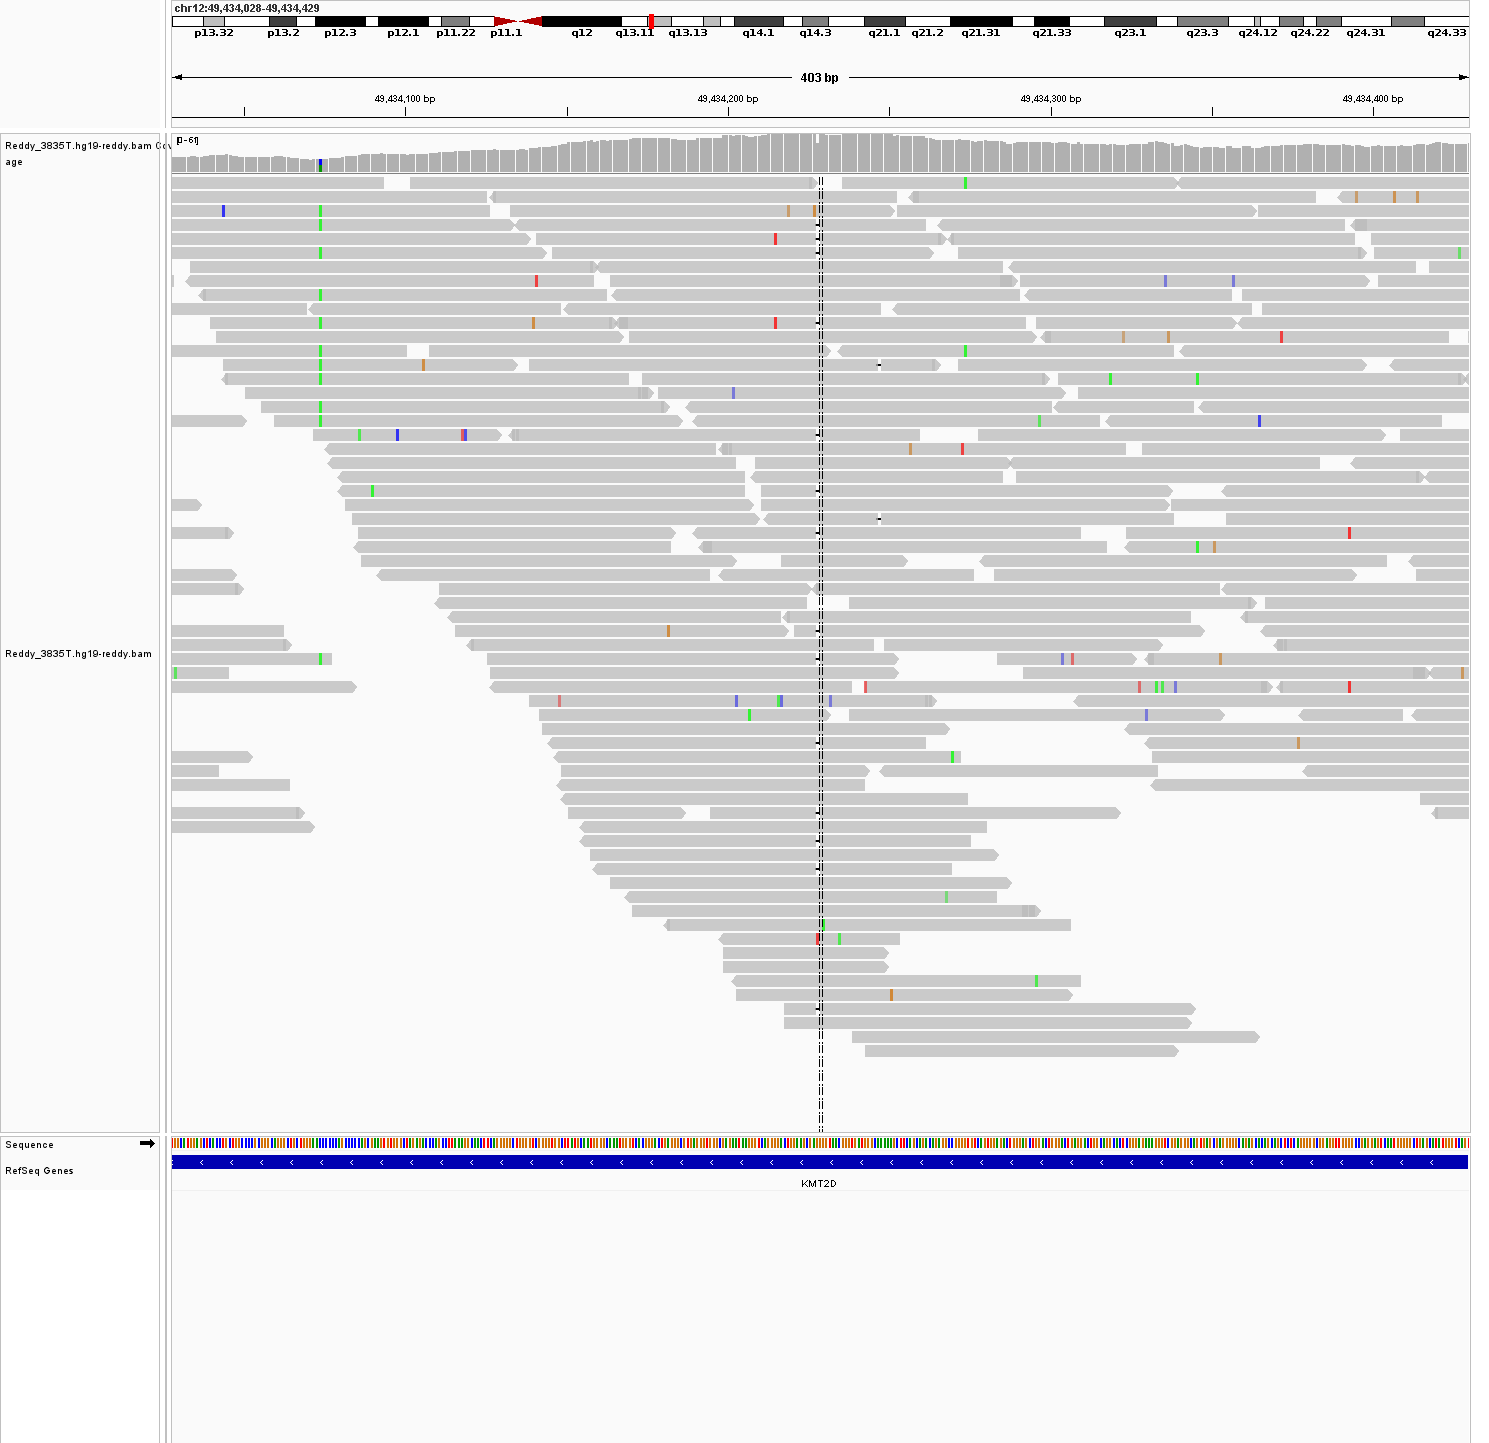 chr12:49,434,028-49,434,429
p13.32 p13.2 p12.3 p12.1 p11.22 p11.1 q12 q13.11 q13.13 q14.1 q14.3 q21.1 q21.2 q21.31 q21.33 q23.1 q23.3 q24.12 q24.22 q24.31 q24.33
403 bp
49,434,100 bp 49,434,200 bp 49,434,300 bp 49,434,400 bp
Reddy_3835T.hg19-reddy.bam Cov
age
[0-61]
Reddy_3835T.hg19-reddy.bam
Sequence
RefSeq Genes
KMT2D